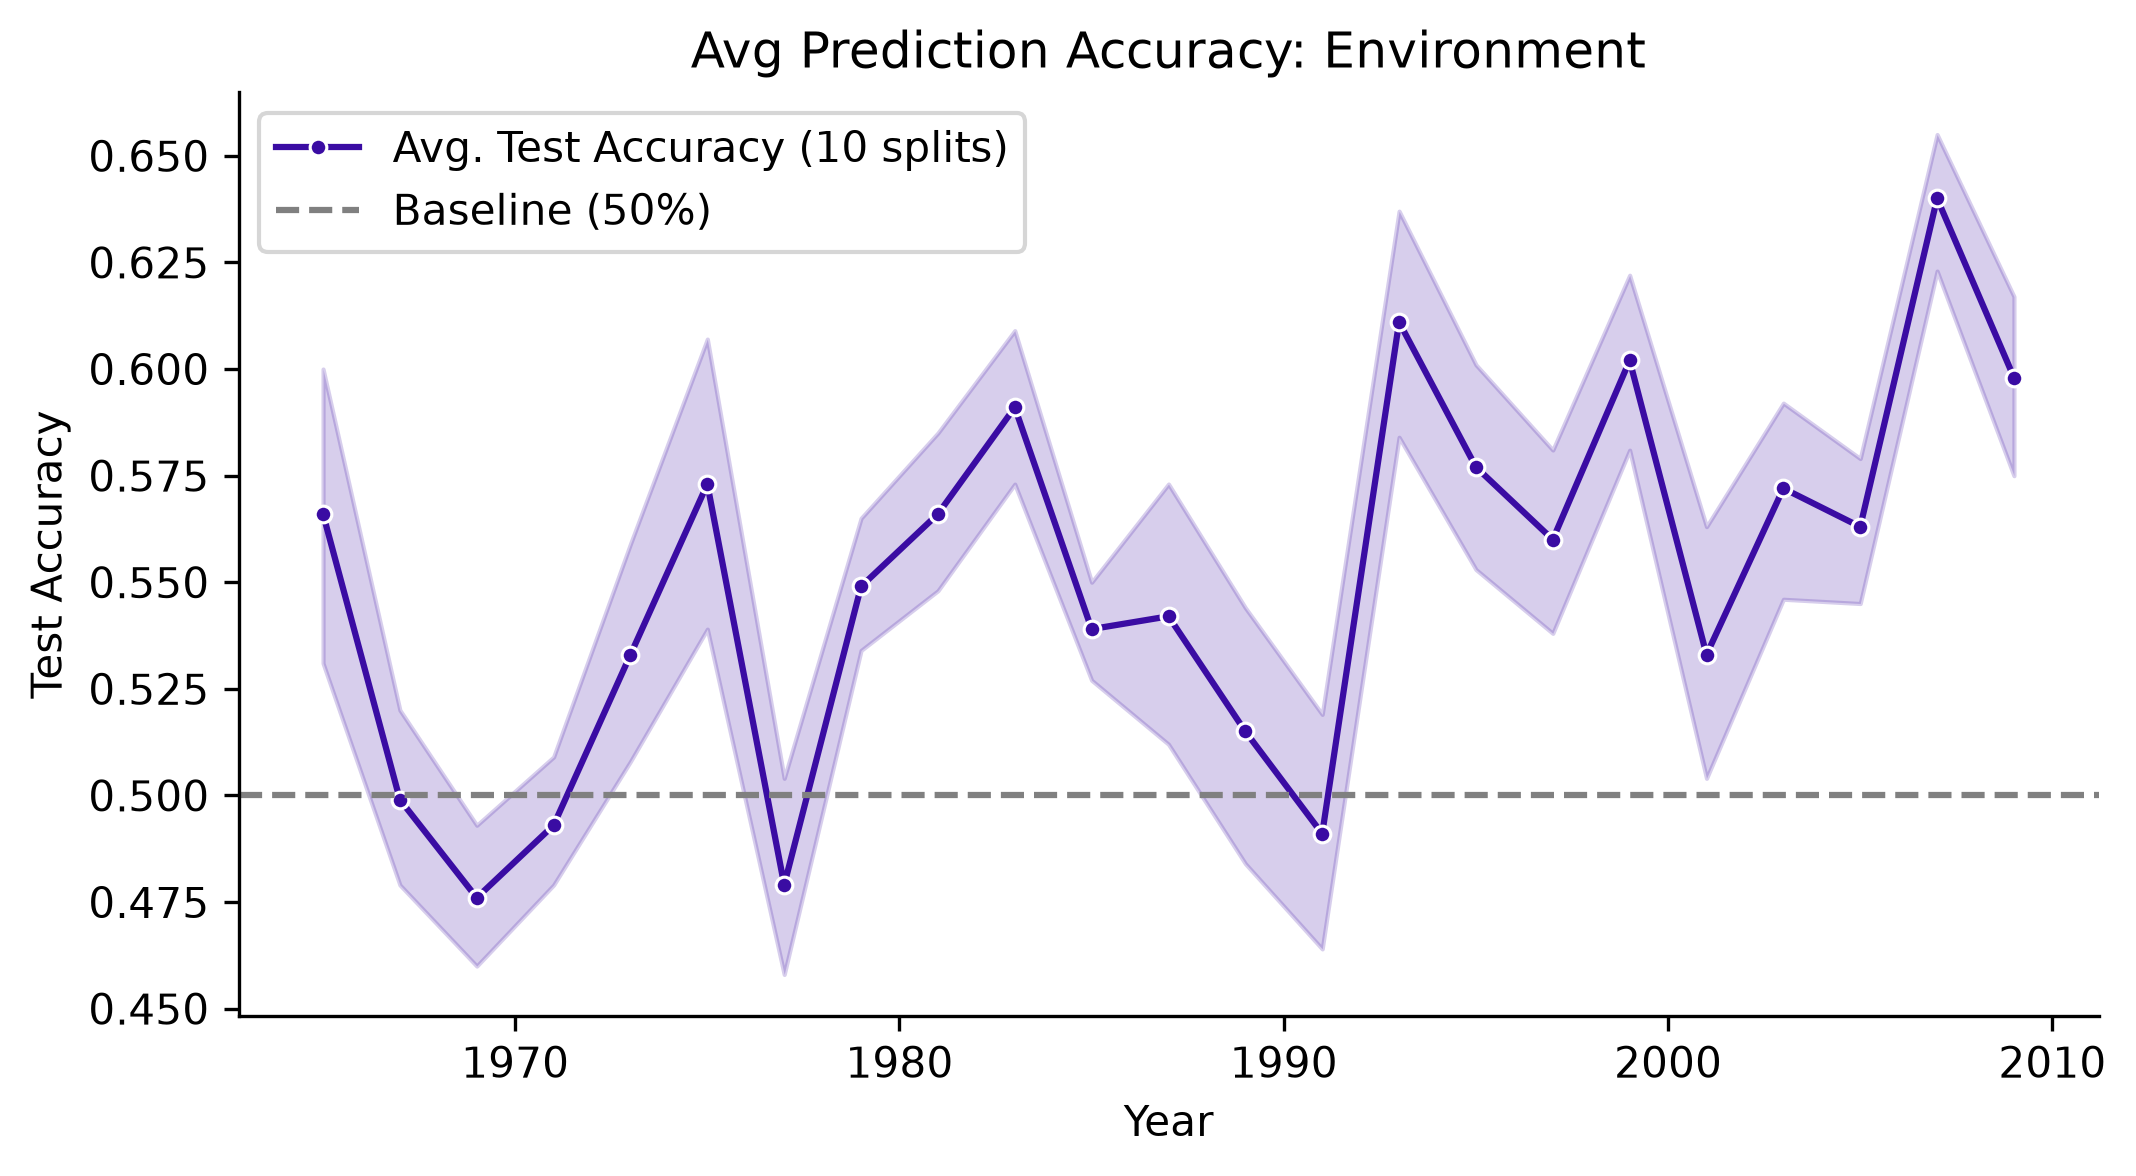 Avg Prediction Accuracy: Environment
Avg. Test Accuracy (10 splits)
Baseline (50%)
Test Accuracy
0.650
0.625
0.600
0.575
0.550
0.525
0.500
0.475
0.450
1970 1980 1990 2000 2010
Year